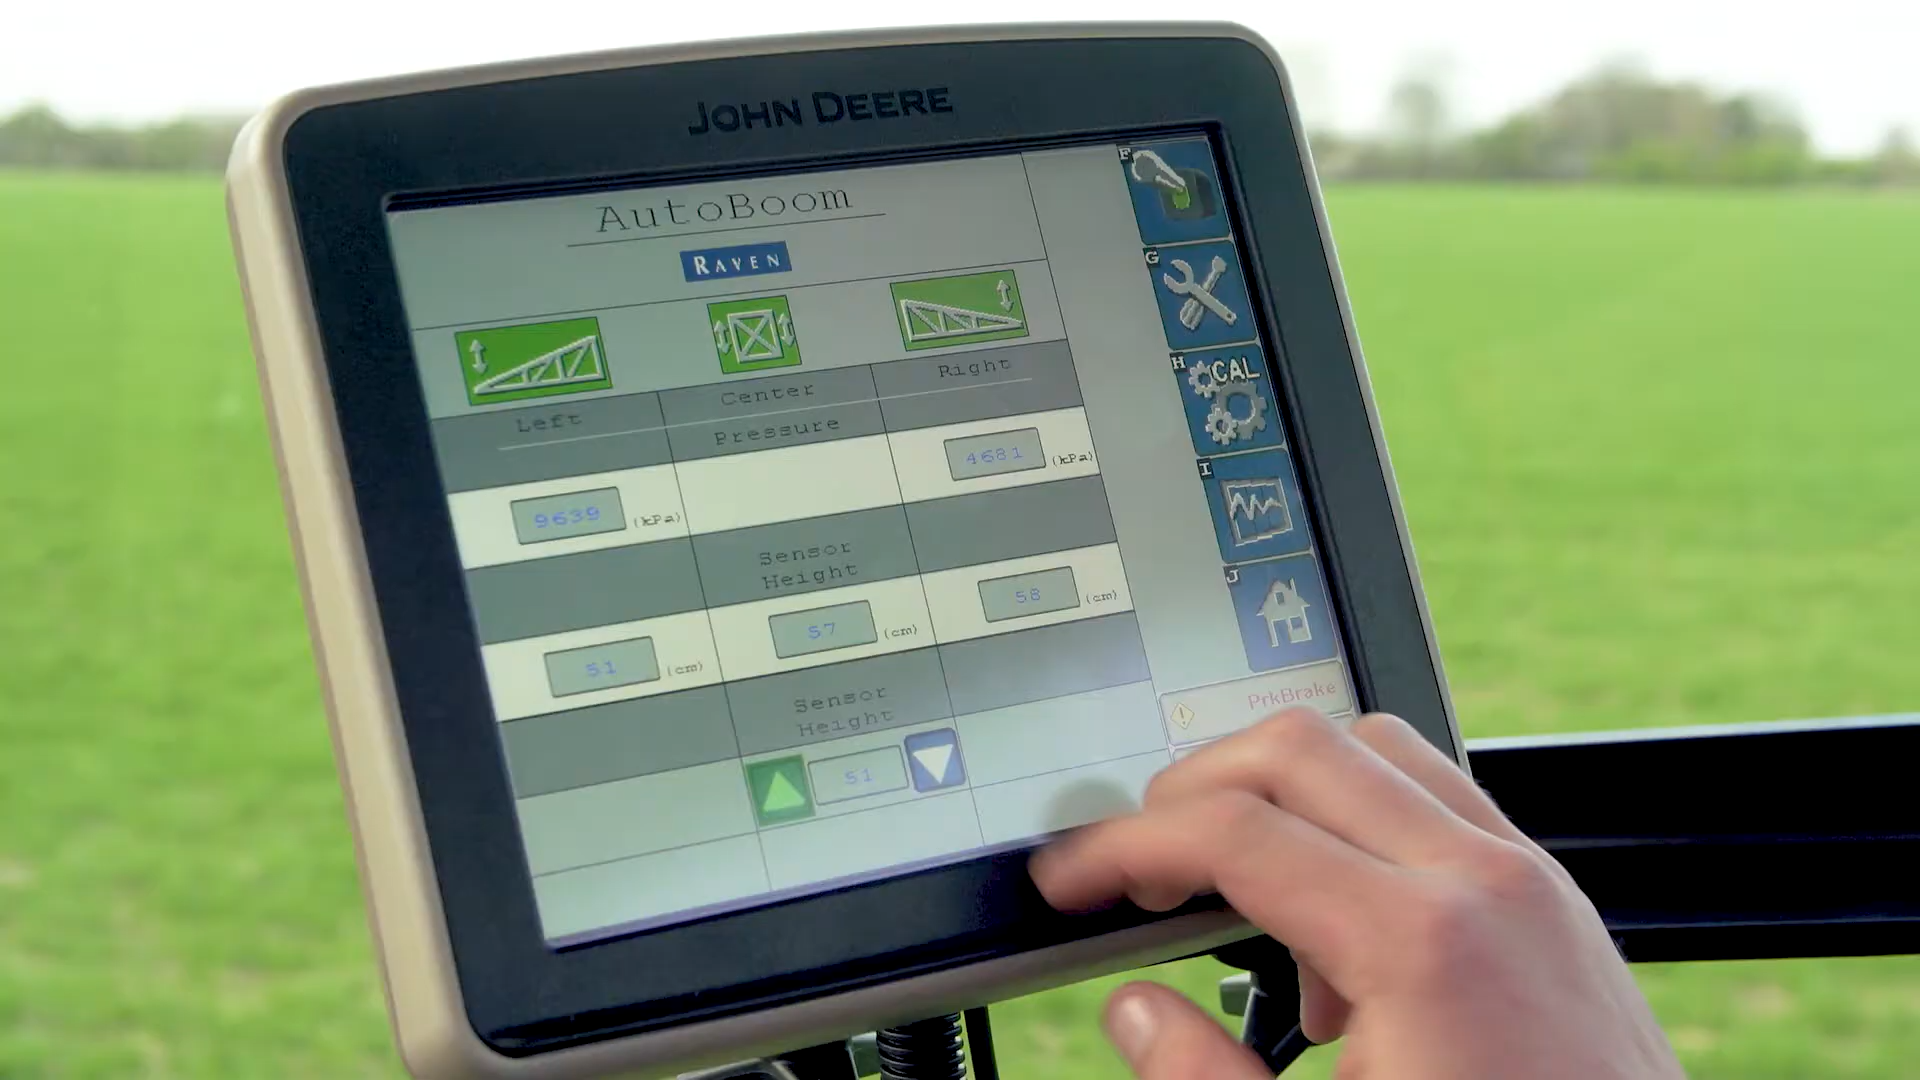 JOHN DEERE
AutoBoom
RAVEN
Left
Center
Right
Pressure
9639 (kPa)
4681 (kPa)
Sensor
Height
51 (cm)
57 (cm)
58 (cm)
Sensor
Height
51
F
G
H
CAL
I
J
PrkBrake